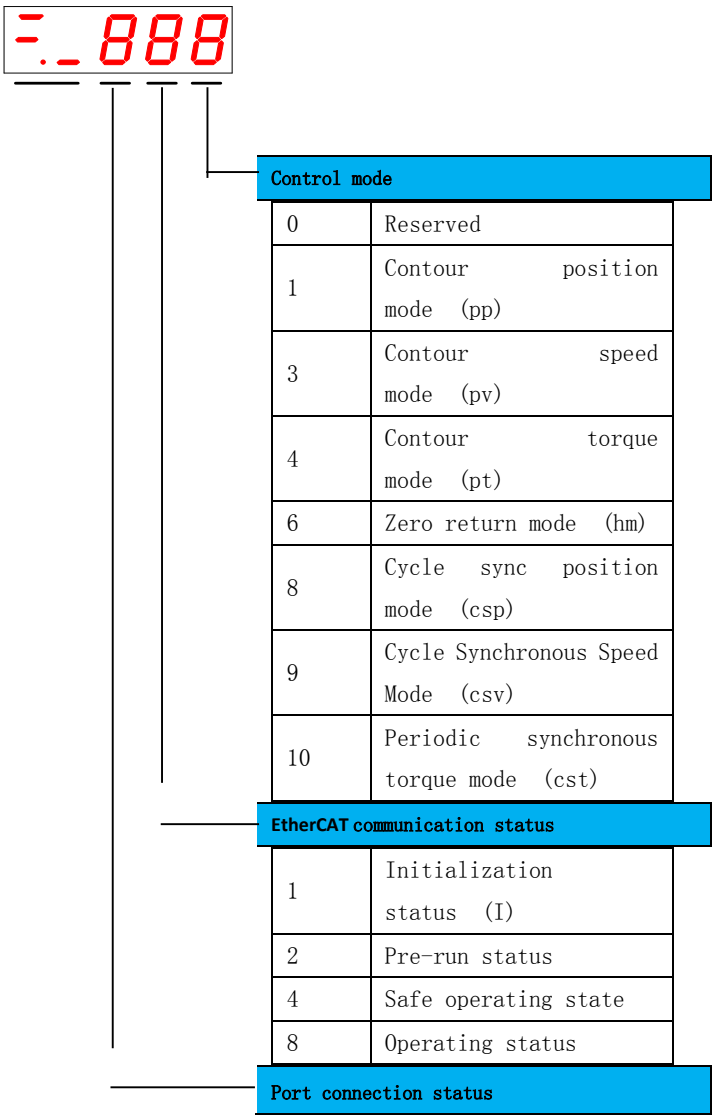 888
Control mode
0 Reserved
1 Contour position
mode (pp)
3 Contour speed
mode (pv)
4 Contour torque
mode (pt)
6 Zero return mode (hm)
8 Cycle sync position
mode (csp)
9 Cycle Synchronous Speed
Mode (csv)
10 Periodic synchronous
torque mode (cst)
EtherCAT communication status
1 Initialization
status (I)
2 Pre-run status
4 Safe operating state
8 Operating status
Port connection status